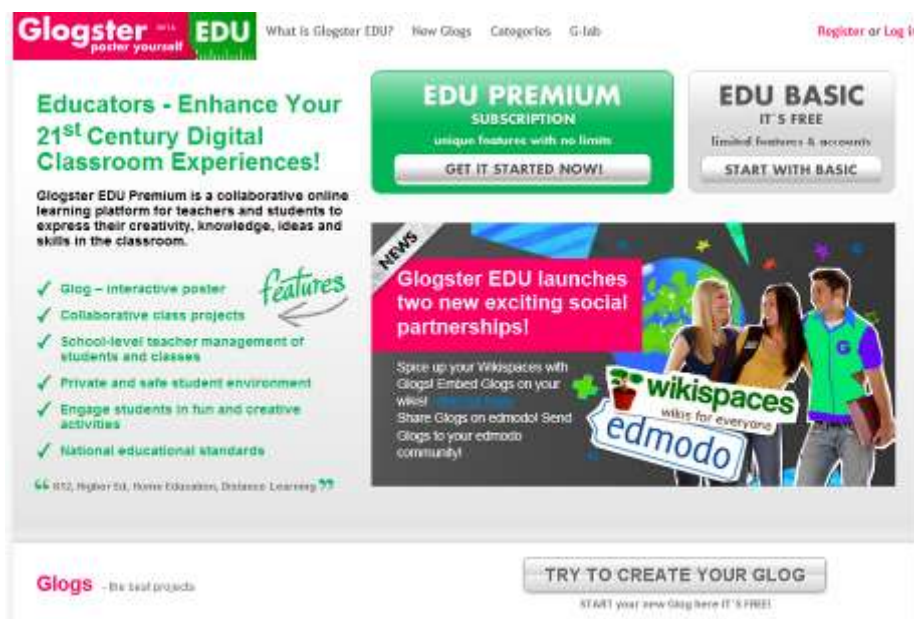 Glogster BETA
poster yourself
EDU
What is Glogster EDU? New Glogs Categories G-lab
Register or Log in
Educators - Enhance Your
21st Century Digital
Classroom Experiences!
Glogster EDU Premium is a collaborative online
learning platform for teachers and students to
express their creativity, knowledge, ideas and
skills in the classroom.
features
Glog – interactive poster
Collaborative class projects
School-level teacher management of
students and classes
Private and safe student environment
Engage students in fun and creative
activities
National educational standards
“ K12, Higher Ed, Home Education, Distance Learning ”
EDU PREMIUM
SUBSCRIPTION
unique features with no limits
GET IT STARTED NOW!
EDU BASIC
IT'S FREE
limited features & accounts
START WITH BASIC
NEWS
Glogster EDU launches
two new exciting social
partnerships!
Spice up your Wikispaces with
Glogs! Embed Glogs on your
wikis!
Share Glogs on edmodo! Send
Glogs to your edmodo
community!
G
wikispaces
wikis for everyone
edmodo
Glogs - the best projects
TRY TO CREATE YOUR GLOG
START your new Glog here IT'S FREE!